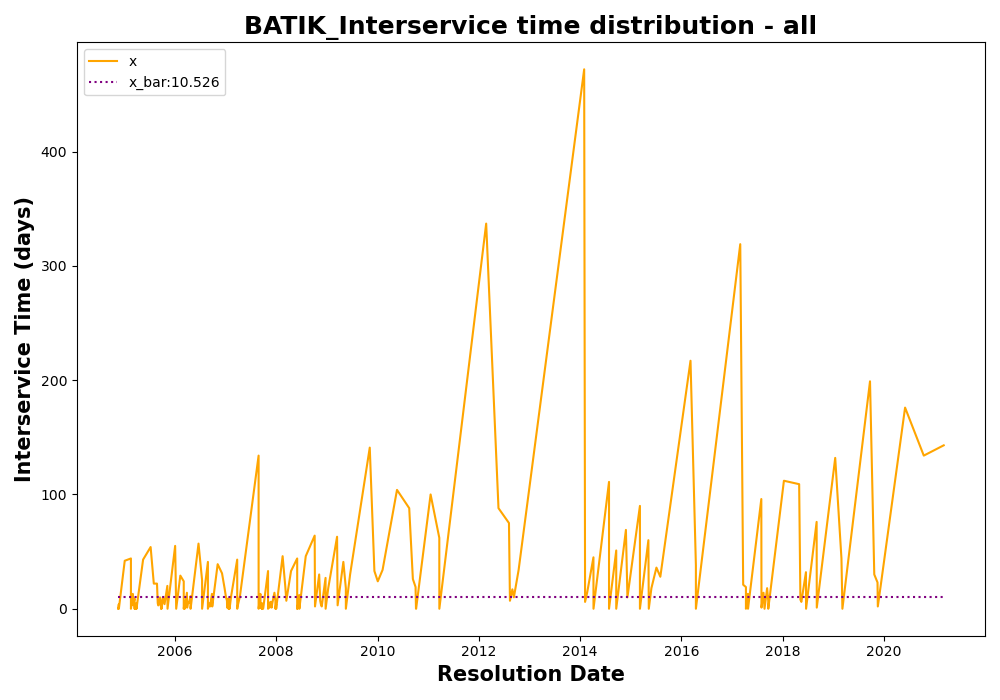 BATIK_Interservice time distribution - all
x
x_bar:10.526
Interservice Time (days)
400
300
200
100
0
2006 2008 2010 2012 2014 2016 2018 2020
Resolution Date